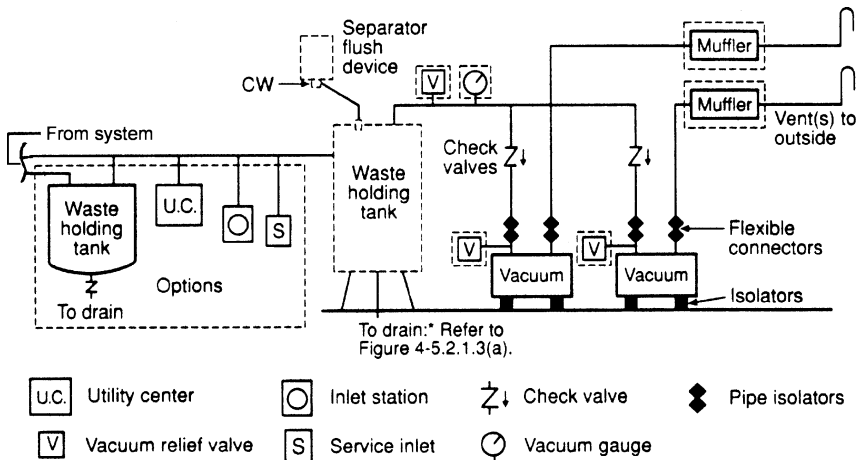 Separator
flush
device
CW
V
Muffler
Muffler
Vent(s) to
outside
From system
Check
valves
Waste
holding
tank
U.C.
S
Waste
holding
tank
V
V
Flexible
connectors
Vacuum
Vacuum
To drain
Options
Isolators
To drain:* Refer to
Figure 4-5.2.1.3(a).
U.C. Utility center
Inlet station
Check valve
Pipe isolators
V Vacuum relief valve
S Service inlet
Vacuum gauge